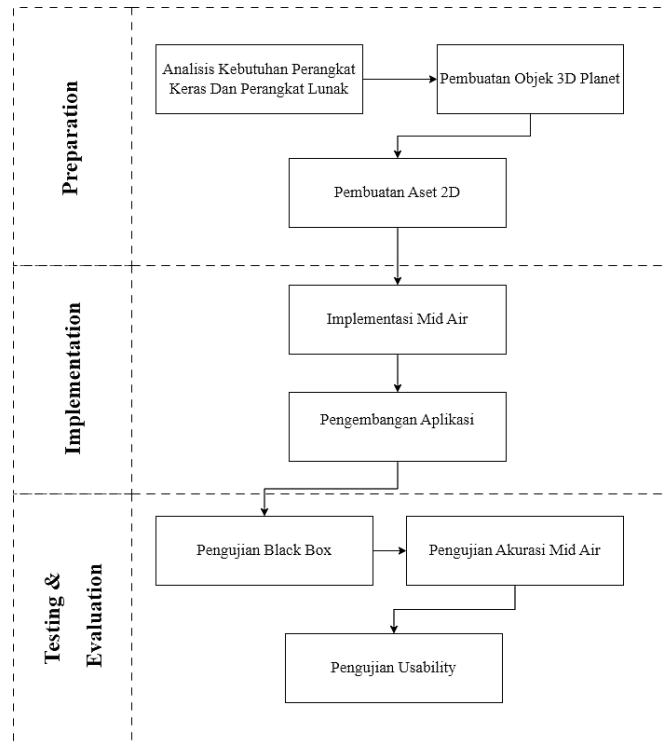 Preparation
Analisis Kebutuhan Perangkat
Keras Dan Perangkat Lunak
Pembuatan Objek 3D Planet
Pembuatan Aset 2D
Implementation
Implementasi Mid Air
Pengembangan Aplikasi
Testing &
Evaluation
Pengujian Black Box
Pengujian Akurasi Mid Air
Pengujian Usability